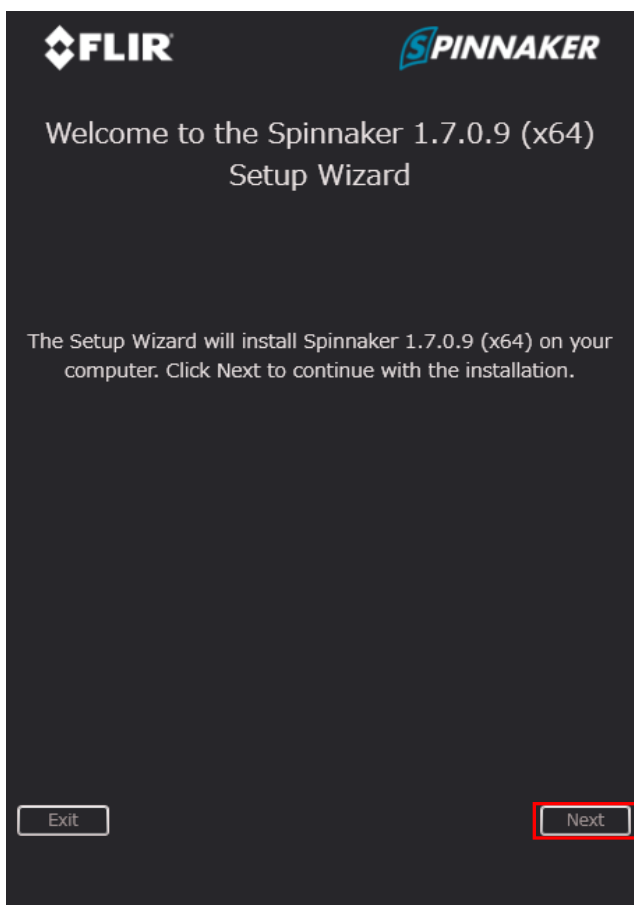 FLIR
SPINNAKER
Welcome to the Spinnaker 1.7.0.9 (x64)
Setup Wizard
The Setup Wizard will install Spinnaker 1.7.0.9 (x64) on your
computer. Click Next to continue with the installation.
Exit
Next